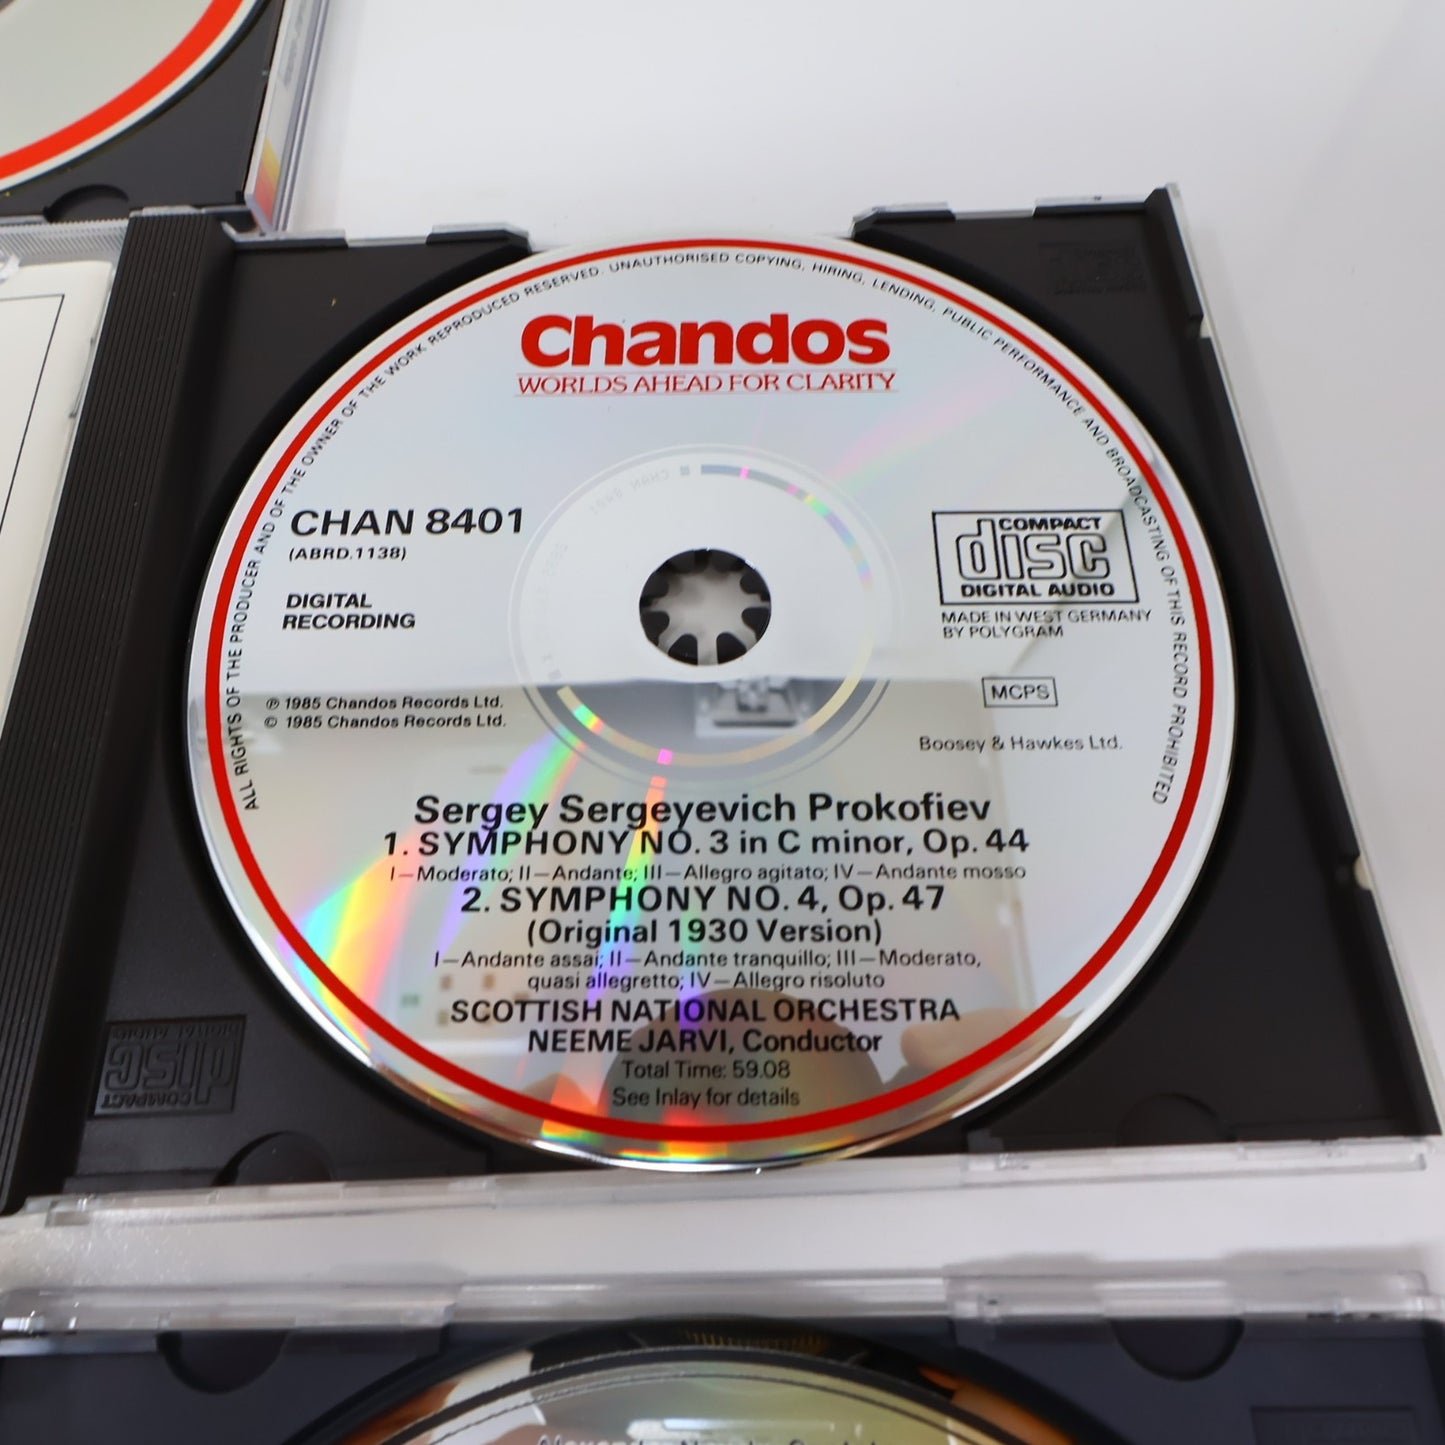 ALL RIGHTS OF THE PRODUCER AND OF THE OWNER OF THE WORK REPRODUCED RESERVED. UNAUTHORISED COPYING, HIRING, LENDING, PUBLIC PERFORMANCE AND BROADCASTING OF THIS RECORD PROHIBITED
Chandos
WORLDS AHEAD FOR CLARITY
CHAN 8401
(ABRD.1138)
DIGITAL
RECORDING
COMPACT
disc
DIGITAL AUDIO
MADE IN WEST GERMANY
BY POLYGRAM
MCPS
℗ 1985 Chandos Records Ltd.
© 1985 Chandos Records Ltd.
Boosey & Hawkes Ltd.
Sergey Sergeyevich Prokofiev
1. SYMPHONY NO. 3 in C minor, Op. 44
I—Moderato; II—Andante; III—Allegro agitato; IV—Andante mosso
2. SYMPHONY NO. 4, Op. 47
(Original 1930 Version)
I—Andante assai; II—Andante tranquillo; III—Moderato,
quasi allegretto; IV—Allegro risoluto
SCOTTISH NATIONAL ORCHESTRA
NEEME JARVI, Conductor
Total Time: 59.08
See Inlay for details
COMPACT
disc
DIGITAL AUDIO